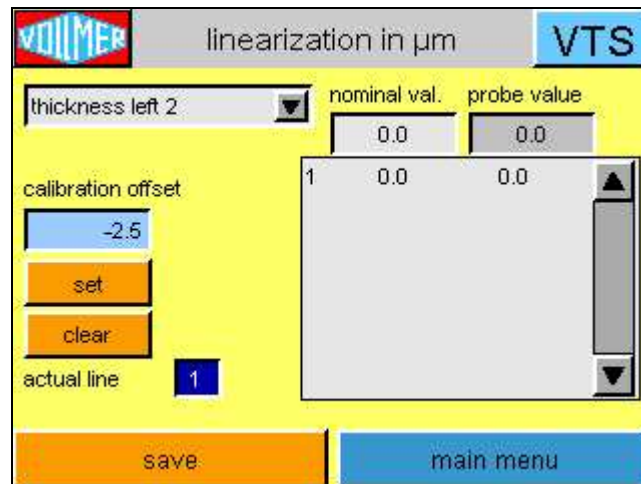 VOLLMER linearization in µm VTS
thickness left 2
nominal val. probe value
0.0 0.0
1 0.0 0.0
calibration offset
-2.5
set
clear
actual line 1
save main menu